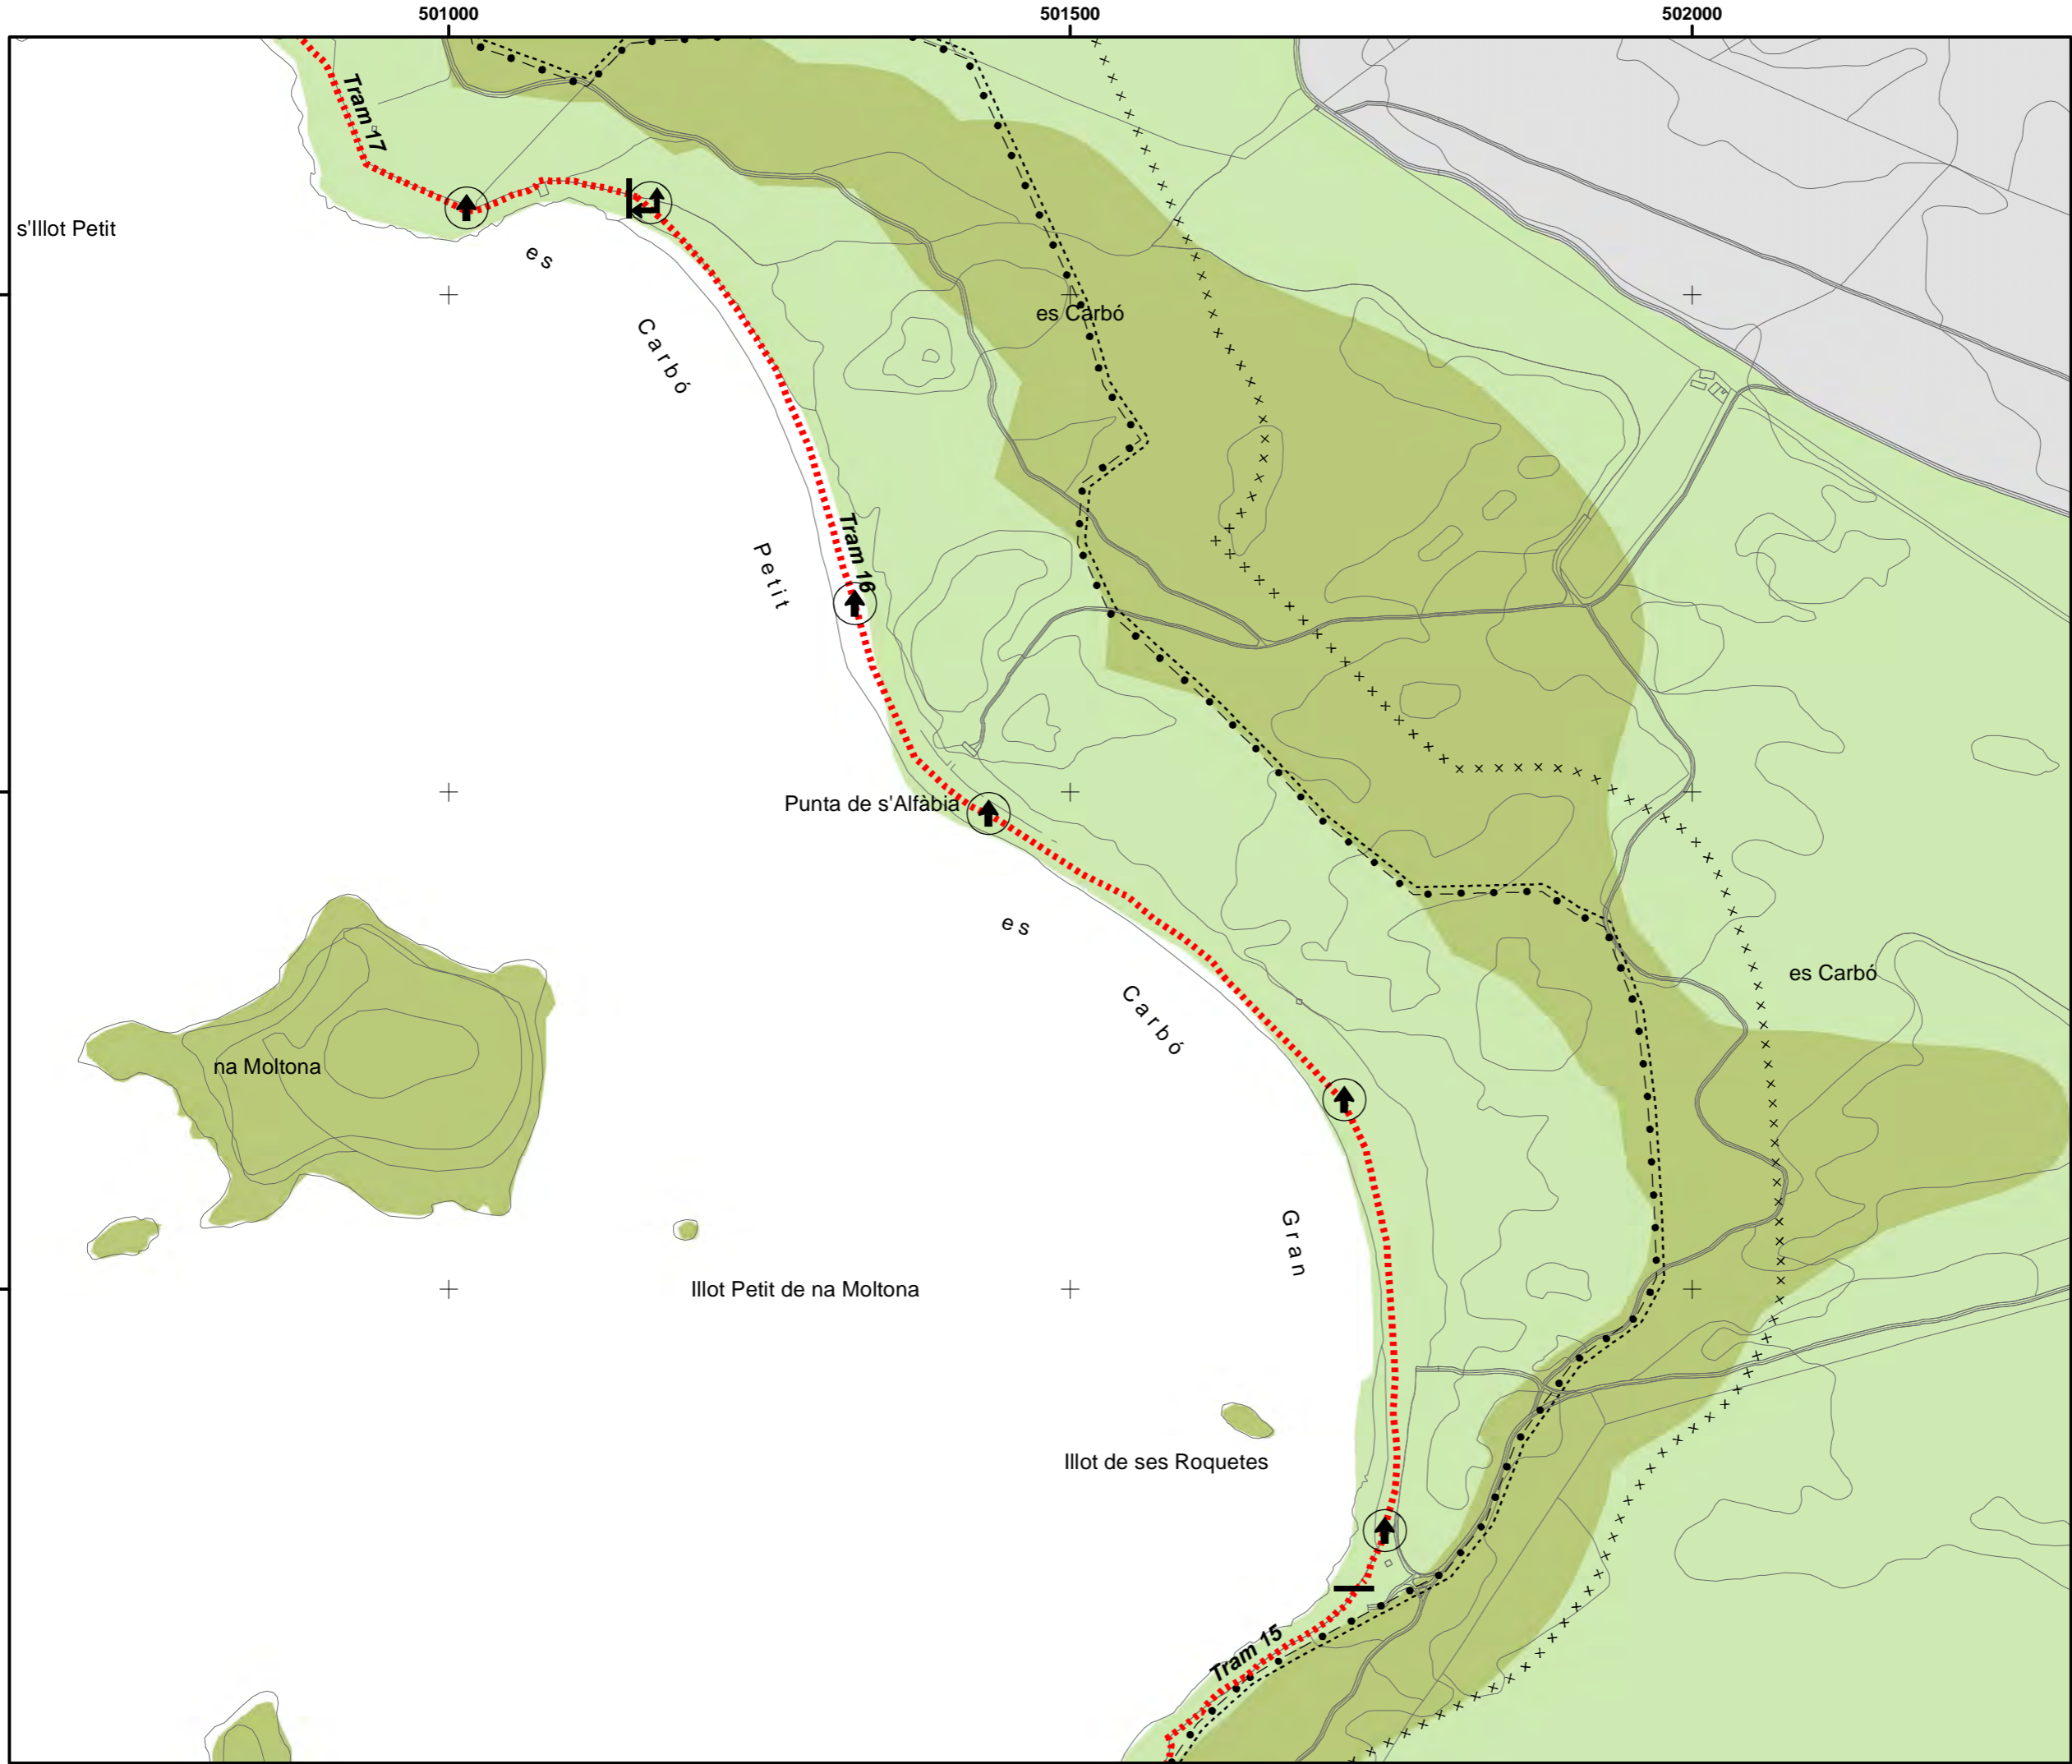 501000
501500
502000
Tram 17
s'Illot Petit
es
Carbó
Petit
es Carbó
Tram 16
Punta de s'Alfàbia
es
Carbó
Gran
es Carbó
na Moltona
Illot Petit de na Moltona
Illot de ses Roquetes
Tram 15